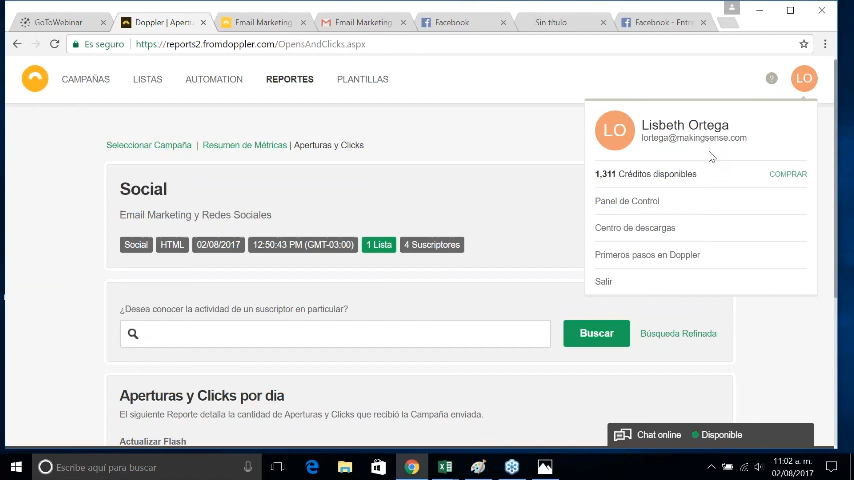 GoToWebinar
Doppler | Apertu
Email Marketing
Email Marketing
Facebook
Sin título
Facebook - Entr
Es seguro
https://reports2.fromdoppler.com/OpensAndClicks.aspx
CAMPAÑAS
LISTAS
AUTOMATION
REPORTES
PLANTILLAS
?
LO
LO
Lisbeth Ortega
lortega@makingsense.com
1,311 Créditos disponibles
COMPRAR
Panel de Control
Centro de descargas
Primeros pasos en Doppler
Salir
Seleccionar Campaña | Resumen de Métricas | Aperturas y Clicks
Social
Email Marketing y Redes Sociales
Social HTML 02/08/2017 12:50:43 PM (GMT-03:00) 1 Lista 4 Suscriptores
¿Desea conocer la actividad de un suscriptor en particular?
Buscar
Búsqueda Refinada
Aperturas y Clicks por dia
El siguiente Reporte detalla la cantidad de Aperturas y Clicks que recibió la Campaña enviada.
Actualizar Flash
Chat online
Disponible
Escribe aquí para buscar
11:02 a. m.
02/08/2017